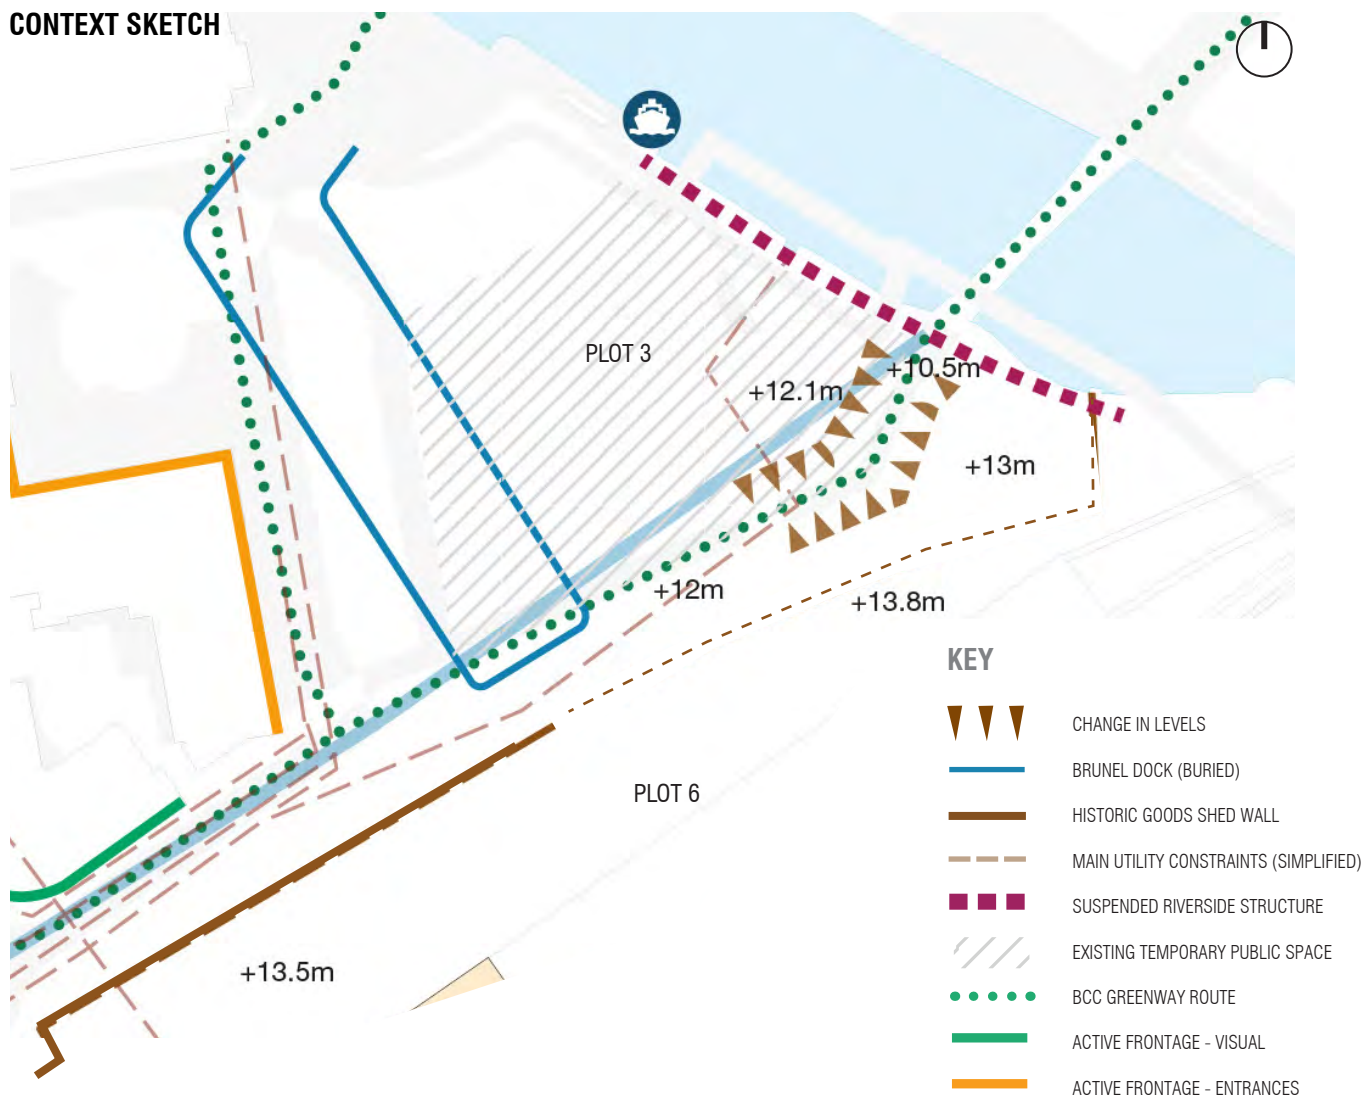 CONTEXT SKETCH
PLOT 3
+10.5m
+12.1m
+13m
+12m
+13.8m
KEY
CHANGE IN LEVELS
BRUNEL DOCK (BURIED)
PLOT 6
HISTORIC GOODS SHED WALL
MAIN UTILITY CONSTRAINTS (SIMPLIFIED)
SUSPENDED RIVERSIDE STRUCTURE
EXISTING TEMPORARY PUBLIC SPACE
+13.5m
BCC GREENWAY ROUTE
ACTIVE FRONTAGE - VISUAL
ACTIVE FRONTAGE - ENTRANCES